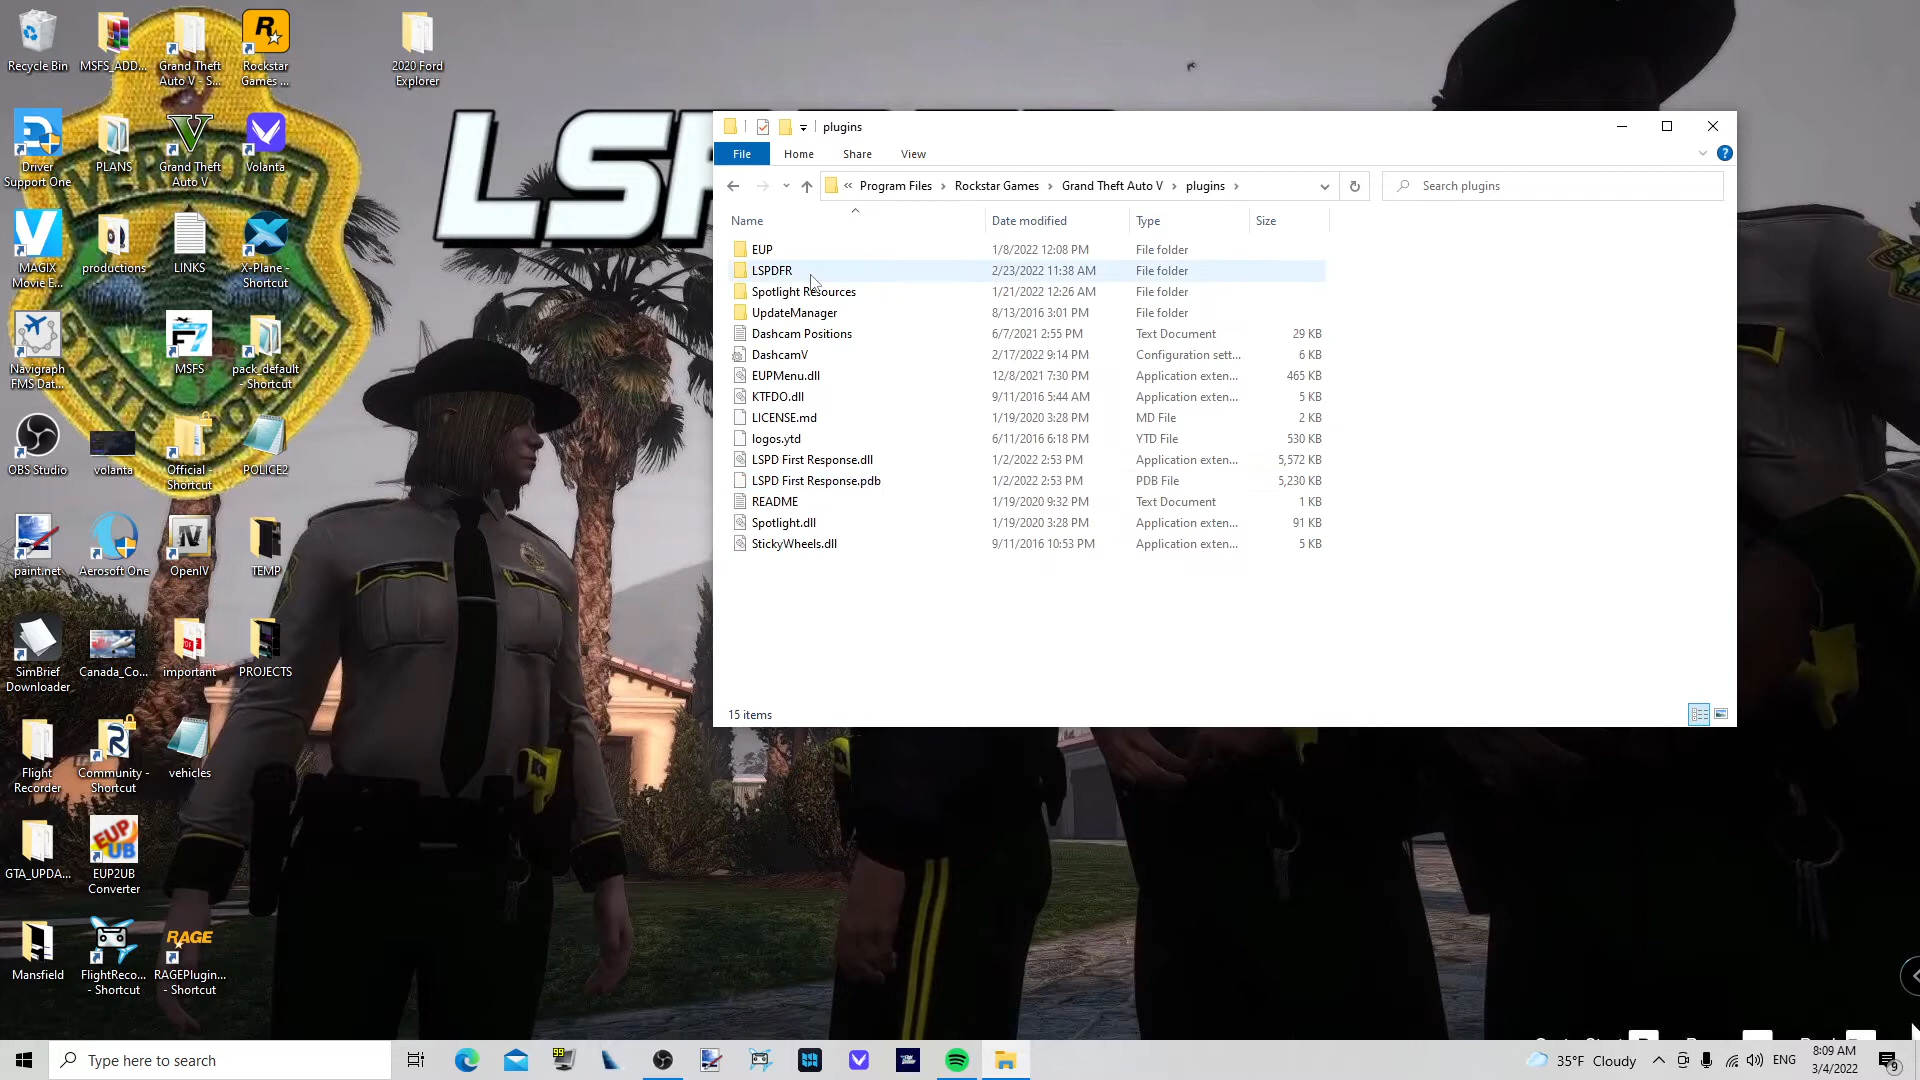 Recycle Bin
MSFS_ADD...
Grand Theft
Auto V - S...
Rockstar
Games ...
2020 Ford
Explorer
Driver
Support One
PLANS
Grand Theft
Auto V
Volanta
MAGIX
Movie E...
productions
LINKS
X-Plane -
Shortcut
Navigraph
FMS Dat...
MSFS
pack_default
- Shortcut
OBS Studio
volanta
Official -
Shortcut
POLICE2
paint.net
Aerosoft One
OpenIV
TEMP
SimBrief
Downloader
Canada_Co...
important
PROJECTS
Flight
Recorder
Community -
Shortcut
vehicles
GTA_UPDA...
EUP2UB
Converter
Mansfield
FlightReco...
- Shortcut
RAGEPlugin...
- Shortcut
plugins
File
Home
Share
View
« Program Files › Rockstar Games › Grand Theft Auto V › plugins ›
Search plugins
Name Date modified Type Size
EUP 1/8/2022 12:08 PM File folder
LSPDFR 2/23/2022 11:38 AM File folder
Spotlight Resources 1/21/2022 12:26 AM File folder
UpdateManager 8/13/2016 3:01 PM File folder
Dashcam Positions 6/7/2021 2:55 PM Text Document 29 KB
DashcamV 2/17/2022 9:14 PM Configuration sett... 6 KB
EUPMenu.dll 12/8/2021 7:30 PM Application exten... 465 KB
KTFDO.dll 9/11/2016 5:44 AM Application exten... 5 KB
LICENSE.md 1/19/2020 3:28 PM MD File 2 KB
logos.ytd 6/11/2016 6:18 PM YTD File 530 KB
LSPD First Response.dll 1/2/2022 2:53 PM Application exten... 5,572 KB
LSPD First Response.pdb 1/2/2022 2:53 PM PDB File 5,230 KB
README 1/19/2020 9:32 PM Text Document 1 KB
Spotlight.dll 1/19/2020 3:28 PM Application exten... 91 KB
StickyWheels.dll 9/11/2016 10:53 PM Application exten... 5 KB
15 items
Type here to search
35°F Cloudy
ENG
8:09 AM
3/4/2022
9